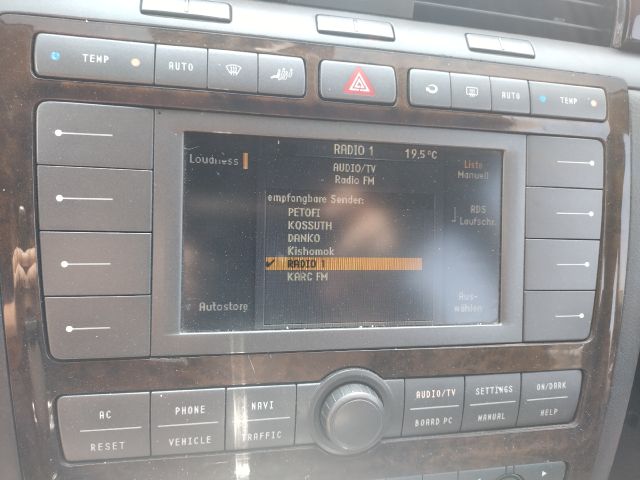 TEMP
AUTO
AUTO
TEMP
RADIO 1
19.5°C
Loudness
AUDIO/TV
Radio FM
Liste
Manuell
empfangbare Sender:
PETOFI
KOSSUTH
DANKO
Kishomok
✔ RADIO 1
KARC FM
RDS
Laufschr.
Autostore
Aus-
wählen
AC
RESET
PHONE
VEHICLE
NAVI
TRAFFIC
AUDIO/TV
BOARD PC
SETTINGS
MANUAL
ON/DARK
HELP